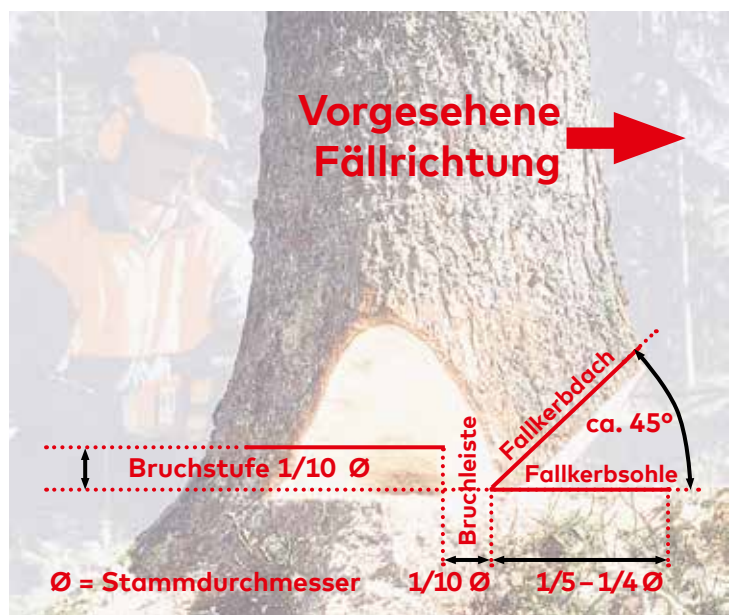 Vorgesehene
Fällrichtung
Fallkerbdach
ca. 45°
Bruchstufe 1/10 Ø
Bruchleiste
Fallkerbsohle
Ø = Stammdurchmesser
1/10 Ø
1/5–1/4 Ø